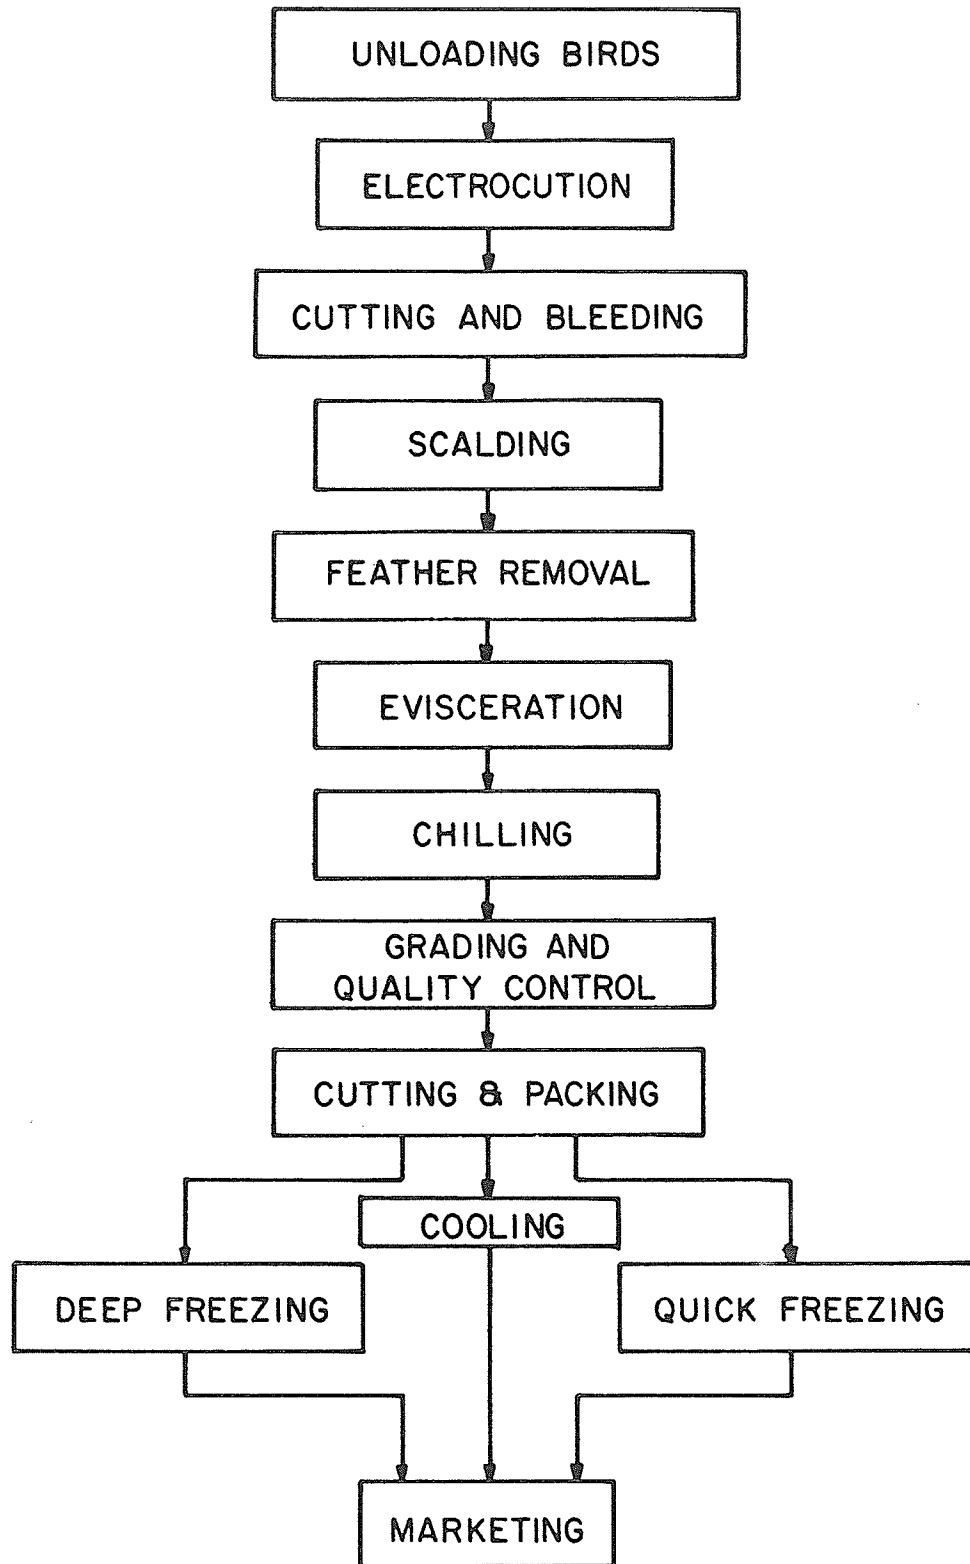 UNLOADING BIRDS
ELECTROCUTION
CUTTING AND BLEEDING
SCALDING
FEATHER REMOVAL
EVISCERATION
CHILLING
GRADING AND
QUALITY CONTROL
CUTTING & PACKING
COOLING
DEEP FREEZING
QUICK FREEZING
MARKETING